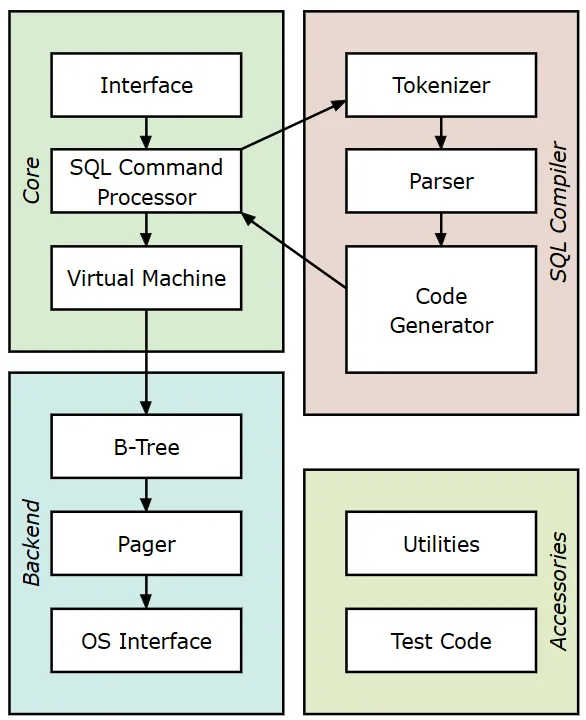 Core
Interface
SQL Command
Processor
Virtual Machine
SQL Compiler
Tokenizer
Parser
Code
Generator
Backend
B-Tree
Pager
OS Interface
Accessories
Utilities
Test Code